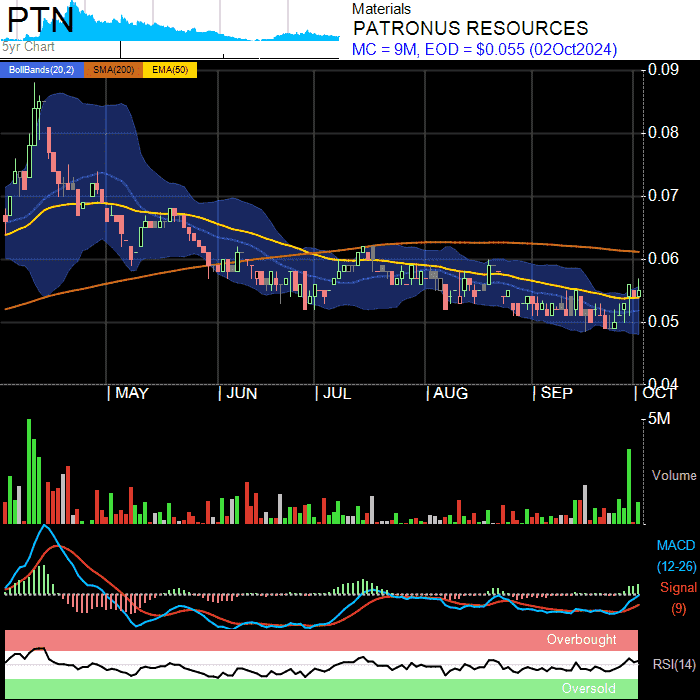 PTN
5yr Chart
Materials
PATRONUS RESOURCES
MC = 9M, EOD = $0.055 (02Oct2024)
BollBands(20,2) SMA(200) EMA(50)
0.09
0.08
0.07
0.06
0.05
0.04
MAY JUN JUL AUG SEP OCT
5M
Volume
MACD
(12-26)
Signal
(9)
Overbought
RSI(14)
Oversold